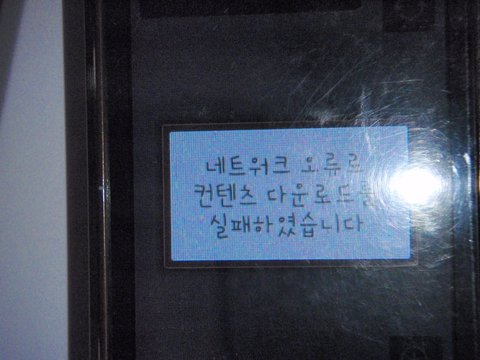 네트워크 오류로
컨텐츠 다운로드를
실패하였습니다